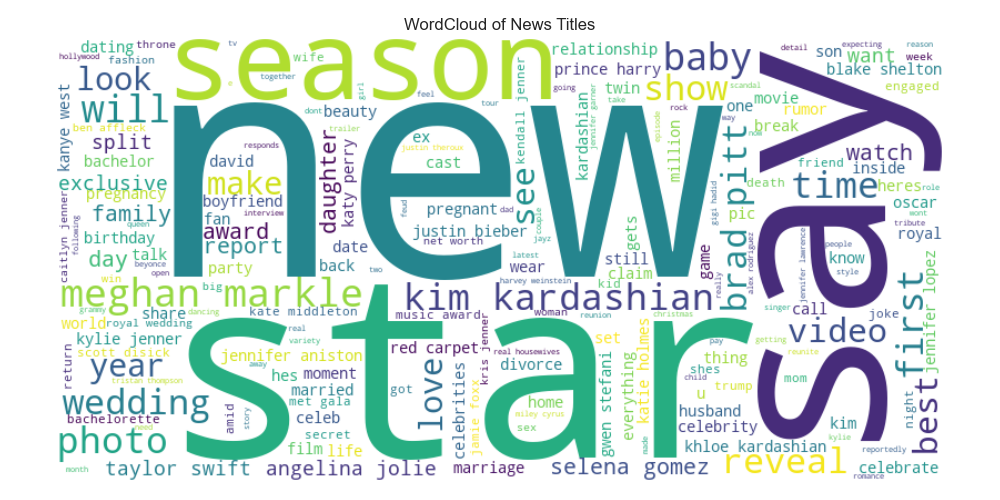 WordCloud of News Titles
hollywood
dating
throne
season
tv
relationship
wife
prince harry
baby
son
want
detail
expecting
reason
week
fashion
look
will
kanye west
ben affleck
split
bachelor
exclusive
pregnancy
family
queen
birthday
following
day
talk
beyonce
caitlyn jenner
win
open
new
together
dont
feel
tour
girl
going
beauty
trailer
responds
david
make
boyfriend
fan
interview
award
report
daughter
katy perry
ex
justin theroux
cast
feud
pregnant
dad
justin bieber
net worth
date
back
two
party
big
see
kendall jenner
couple
jayz
latest
wear
harvey weinstein
kardashian
twin
take
jennifer garner
rock
show
million
episode
gets
still
claim
kid
game
really
one
way
now
scandal
brad pitt
pic
gigi hadid
alex rodriguez
movie
rumor
break
death
say
blake shelton
engaged
watch
inside
friend
time
heres
role
oscar
wont
tribute
royal
people
know
style
jennifer lawrence
call
joke
singer
video
first
jennifer lopez
meghan markle
kim kardashian
world
share
royal wedding
grammy
dancing
kate middleton
music award
woman
reunion
christmas
star
kylie jenner
scott disick
return
year
tristan thompson
wedding
real
variety
jennifer aniston
away
hes
moment
married
got
met gala
red carpet
kris jenner
real housewives
divorce
set
love
celebrities
jamie foxx
home
miley cyrus
sex
gwen stefani
everything
katie holmes
made
pay
thing
shes
child
u
trump
getting
reunite
mom
husband
celebrity
khloe kardashian
kim
kylie
night
best
reportedly
bachelorette
need
photo
amid
story
celeb
secret
film
life
month
taylor swift
angelina jolie
marriage
selena gomez
reveal
romance
celebrate